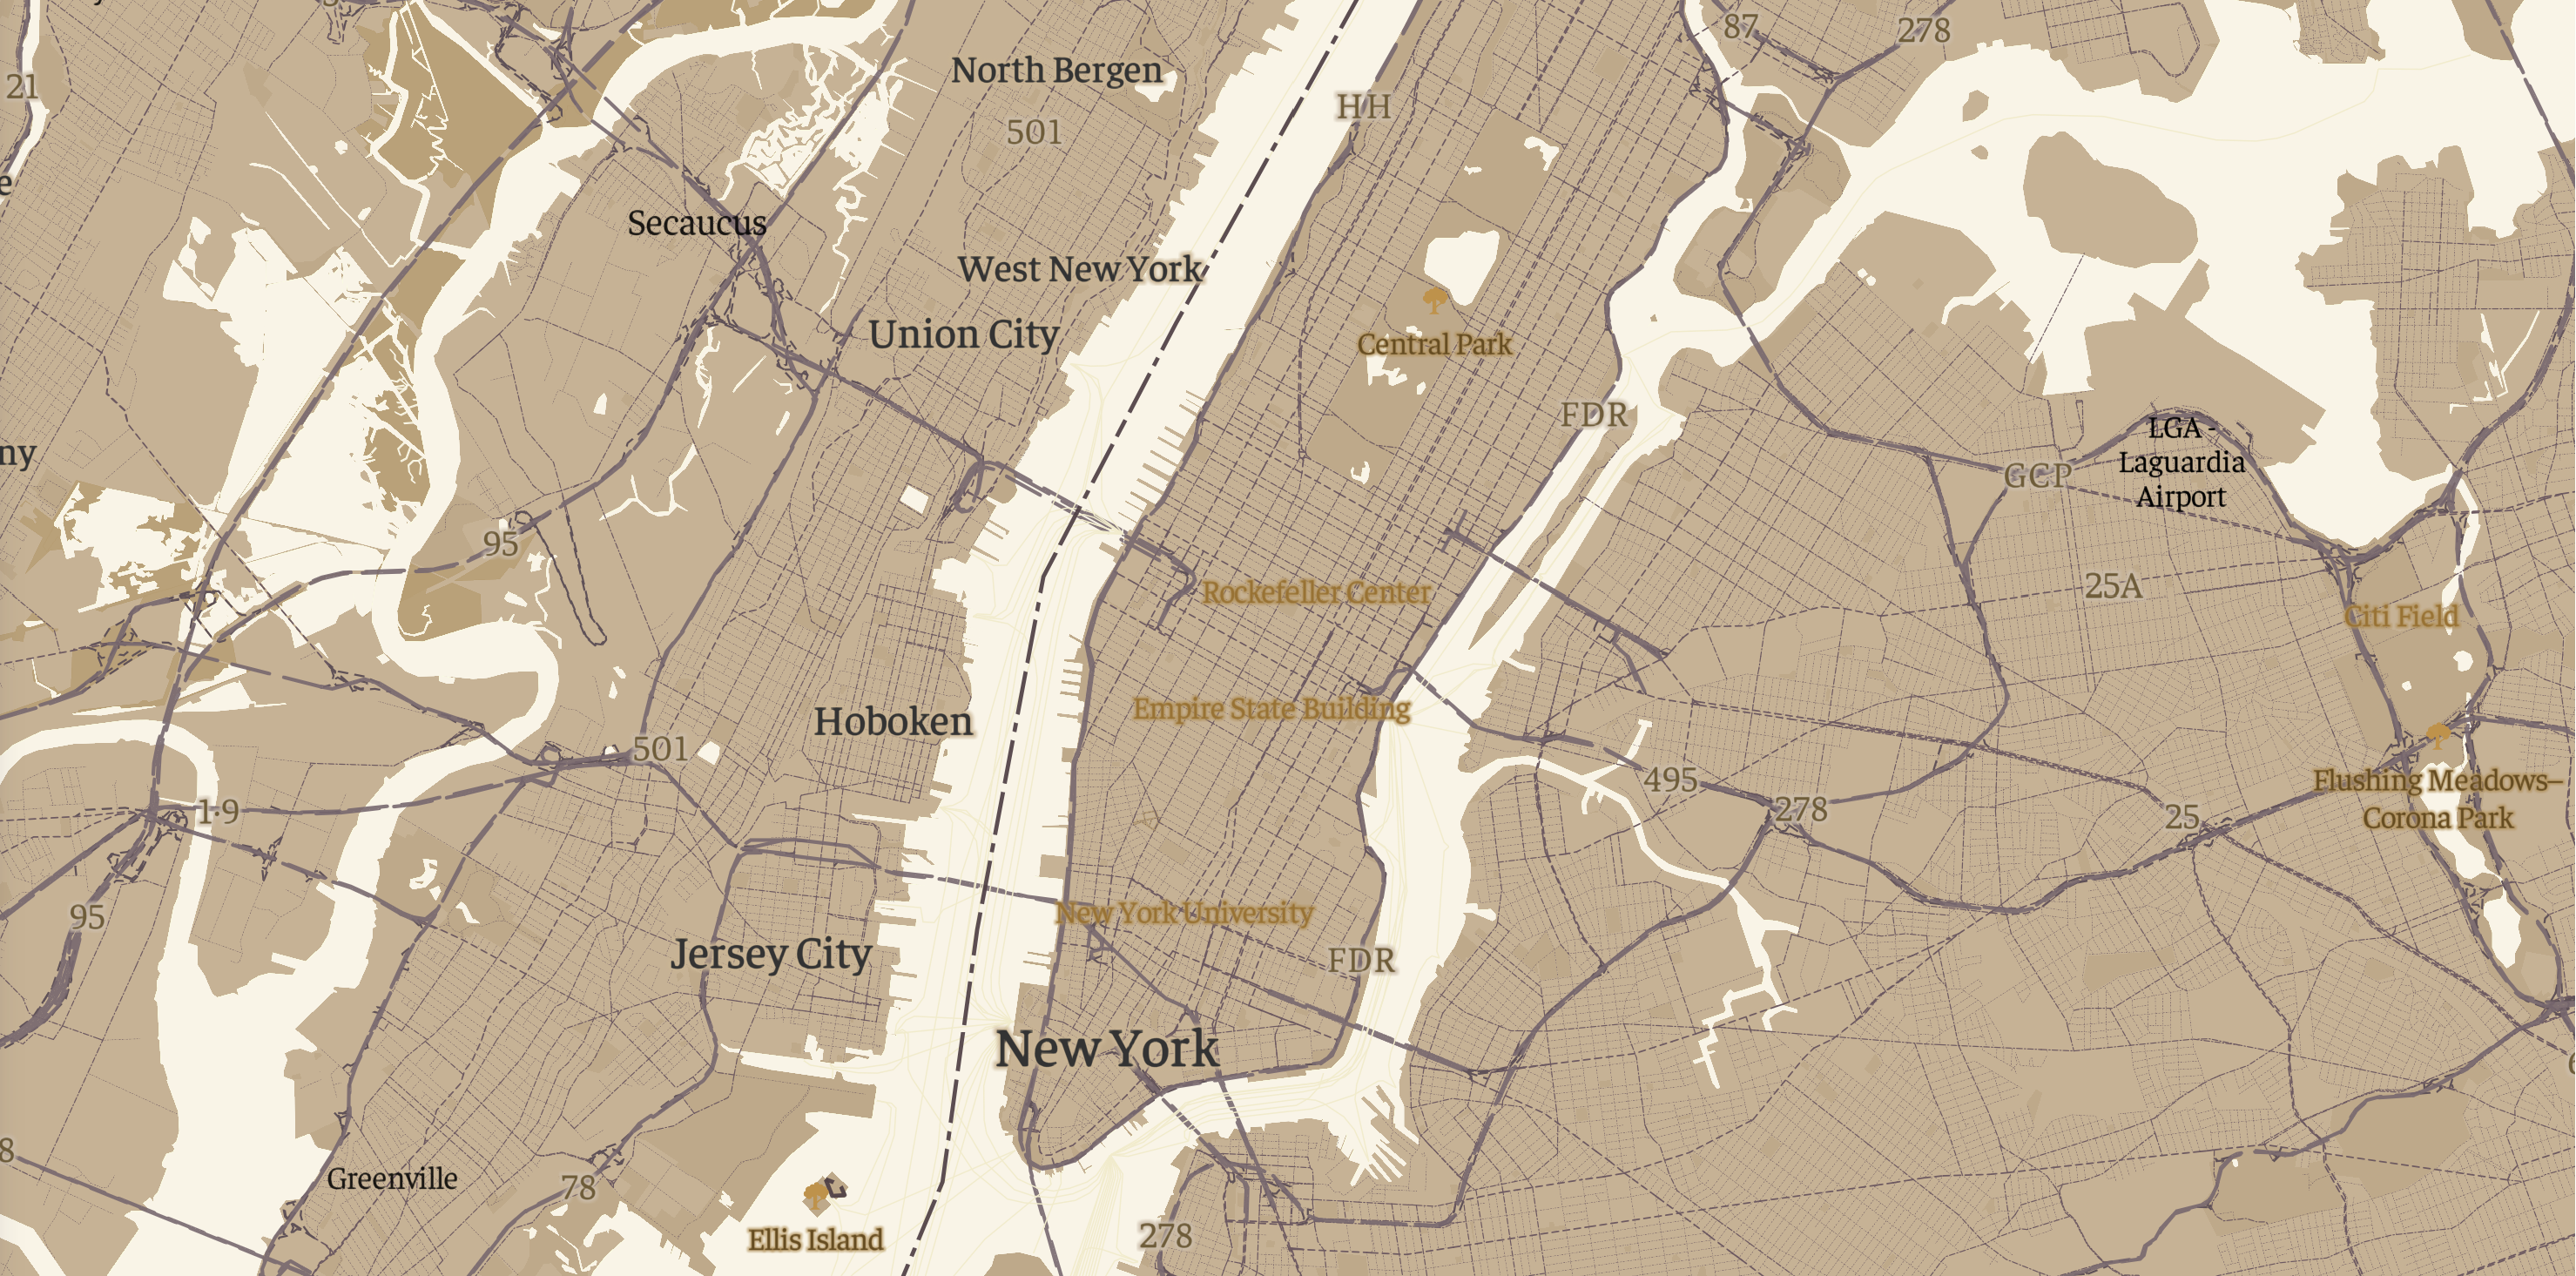 87
278
North Bergen
21
HH
501
Secaucus
West New York
Union City
Central Park
FDR
LGA -
Laguardia
Airport
GCP
ny
95
25A
Rockefeller Center
Citi Field
Empire State Building
Hoboken
501
495
278
Flushing Meadows–
Corona Park
25
1-9
95
New York University
Jersey City
FDR
New York
8
Greenville
78
278
Ellis Island